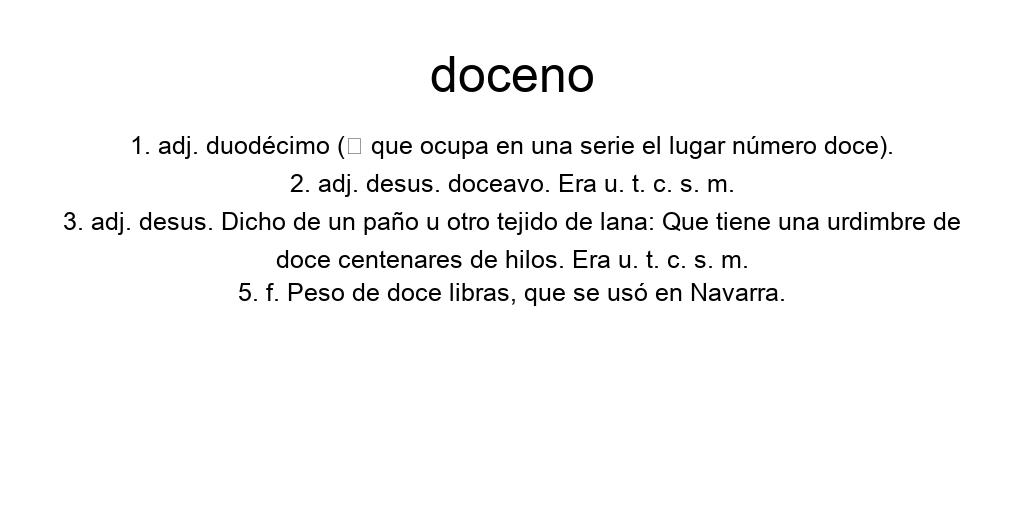 doceno
1. adj. duodécimo (□ que ocupa en una serie el lugar número doce).
2. adj. desus. doceavo. Era u. t. c. s. m.
3. adj. desus. Dicho de un paño u otro tejido de lana: Que tiene una urdimbre de
doce centenares de hilos. Era u. t. c. s. m.
5. f. Peso de doce libras, que se usó en Navarra.